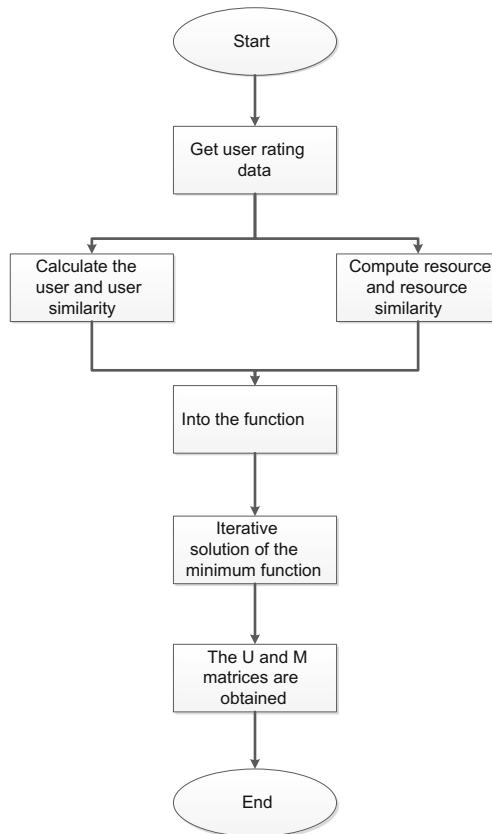 Start
Get user rating
data
Calculate the
user and user
similarity
Compute resource
and resource
similarity
Into the function
Iterative
solution of the
minimum function
The U and M
matrices are
obtained
End